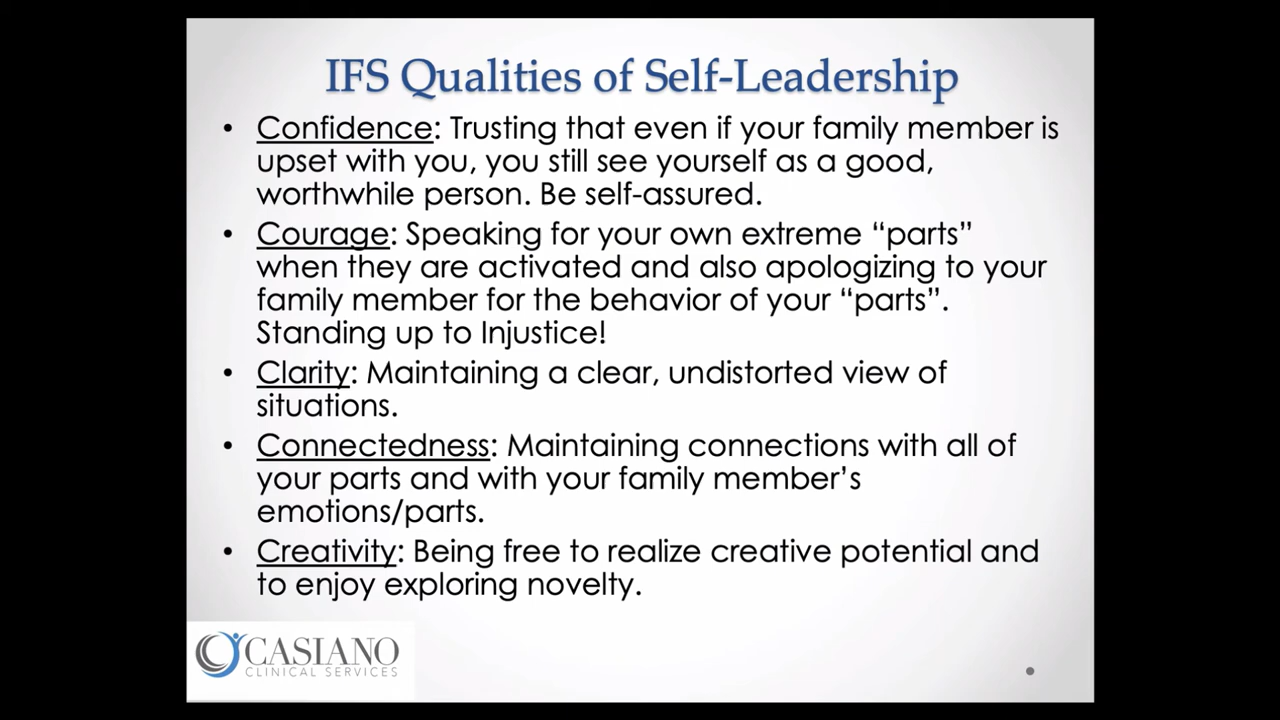 IFS Qualities of Self-Leadership
• Confidence: Trusting that even if your family member is
upset with you, you still see yourself as a good,
worthwhile person. Be self-assured.
• Courage: Speaking for your own extreme “parts”
when they are activated and also apologizing to your
family member for the behavior of your “parts”.
Standing up to Injustice!
• Clarity: Maintaining a clear, undistorted view of
situations.
• Connectedness: Maintaining connections with all of
your parts and with your family member’s
emotions/parts.
• Creativity: Being free to realize creative potential and
to enjoy exploring novelty.
CASIANO
CLINICAL SERVICES